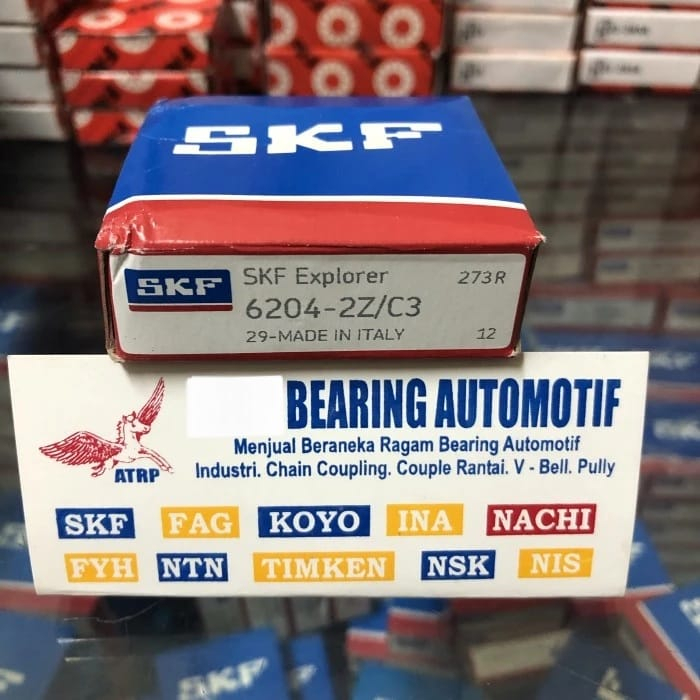 SKF
SKF
SKF Explorer
273R
6204-2Z/C3
29-MADE IN ITALY
12
BEARING AUTOMOTIF
Menjual Beraneka Ragam Bearing Automotif
Industri. Chain Coupling. Couple Rantai. V - Bell. Pully
ATRP
SKF FAG KOYO INA NACHI
FYH NTN TIMKEN NSK NIS
SKF